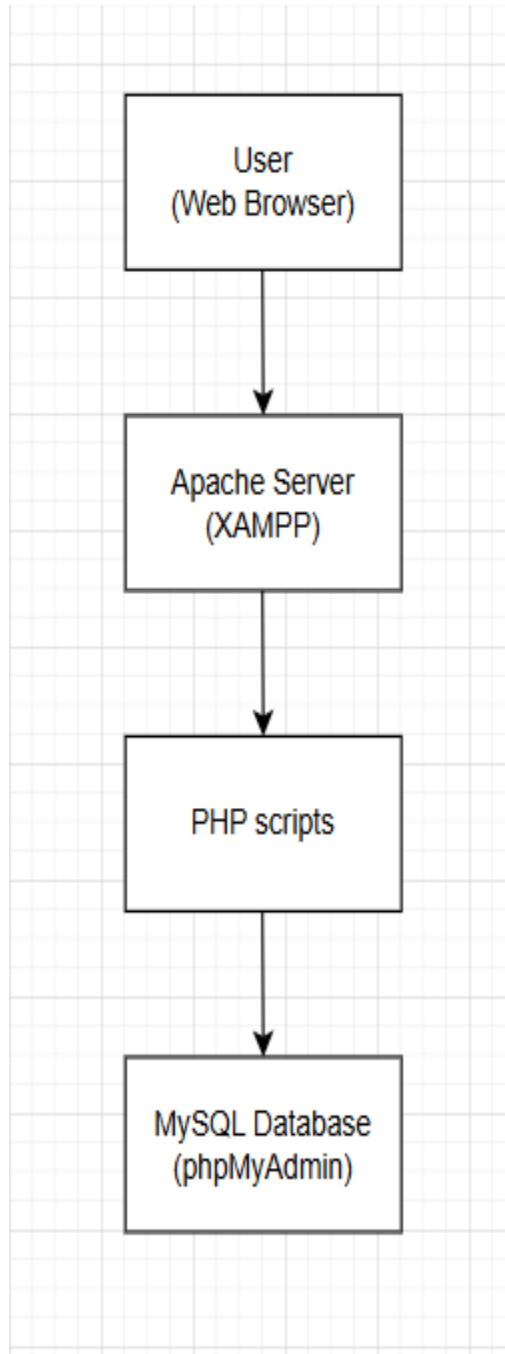 User
(Web Browser)
Apache Server
(XAMPP)
PHP scripts
MySQL Database
(phpMyAdmin)